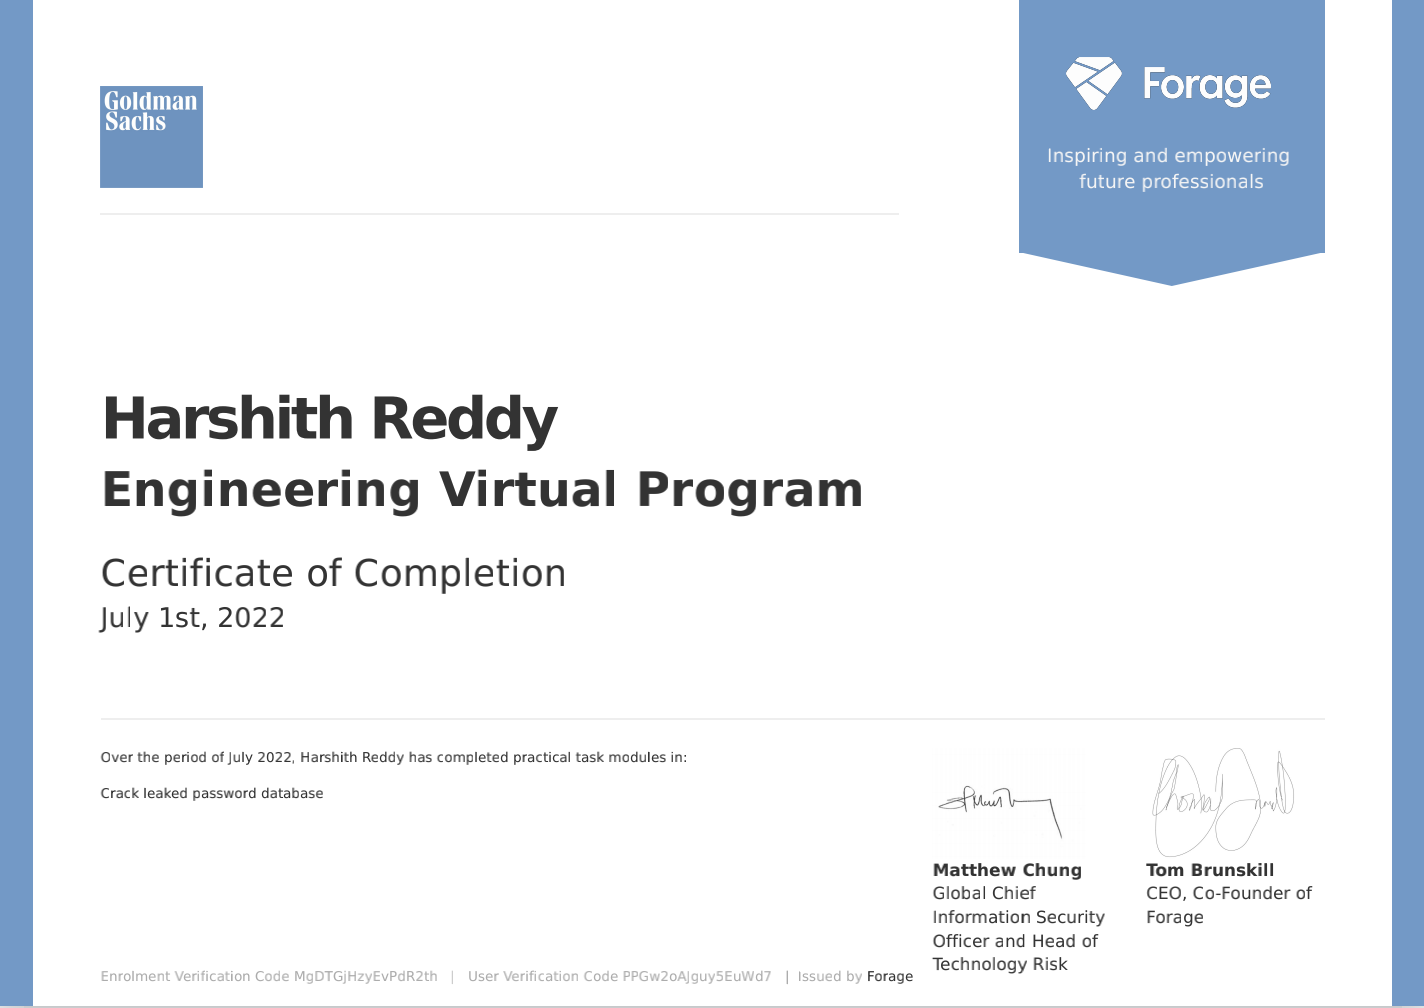 Goldman
Sachs
Forage
Inspiring and empowering
future professionals
Harshith Reddy
Engineering Virtual Program
Certificate of Completion
July 1st, 2022
Over the period of July 2022, Harshith Reddy has completed practical task modules in:
Crack leaked password database
Matthew Chung
Global Chief
Information Security
Officer and Head of
Technology Risk
Tom Brunskill
CEO, Co-Founder of
Forage
Enrolment Verification Code MgDTGjHzyEvPdR2th | User Verification Code PPGw2oAJguy5EuWd7 | Issued by Forage